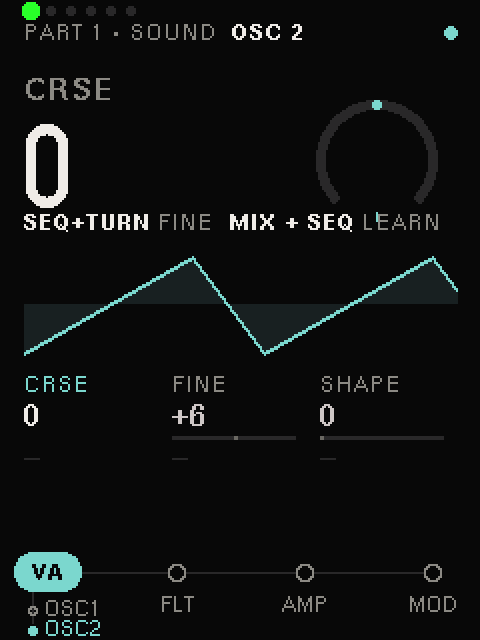 PART 1 · SOUND OSC 2
CRSE
0
SEQ+TURN FINE MIX + SEQ LEARN
CRSE FINE SHAPE
0 +6 0
VA
FLT AMP MOD
OSC1
OSC2